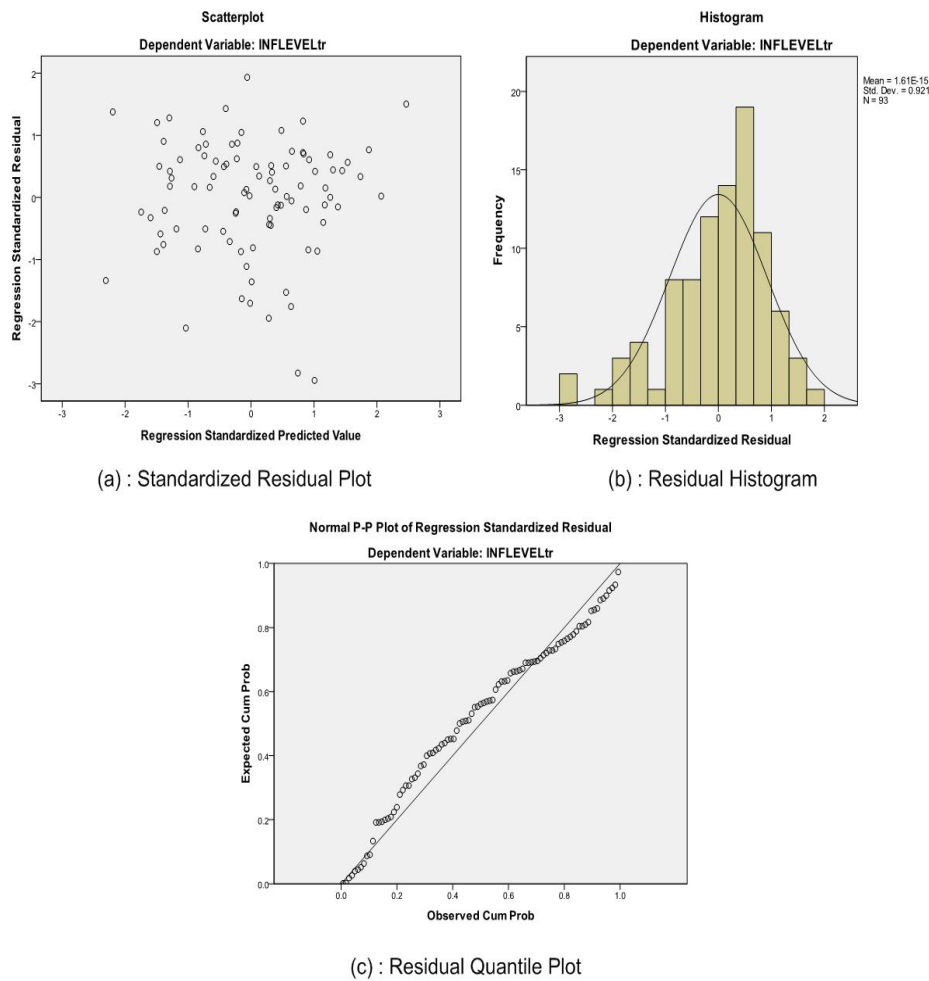 Scatterplot
Dependent Variable: INFLEVELtr
Regression Standardized Residual
2
1
0
-1
-2
-3
-3
-2
-1
0
1
2
3
Regression Standardized Predicted Value
(a) : Standardized Residual Plot
Histogram
Dependent Variable: INFLEVELtr
Mean = 1.61E-15
Std. Dev. = 0.921
N = 93
Frequency
20
15
10
5
0
-3
-2
-1
0
1
2
Regression Standardized Residual
(b) : Residual Histogram
Normal P-P Plot of Regression Standardized Residual
Dependent Variable: INFLEVELtr
Expected Cum Prob
1.0
0.8
0.6
0.4
0.2
0.0
0.0
0.2
0.4
0.6
0.8
1.0
Observed Cum Prob
(c) : Residual Quantile Plot